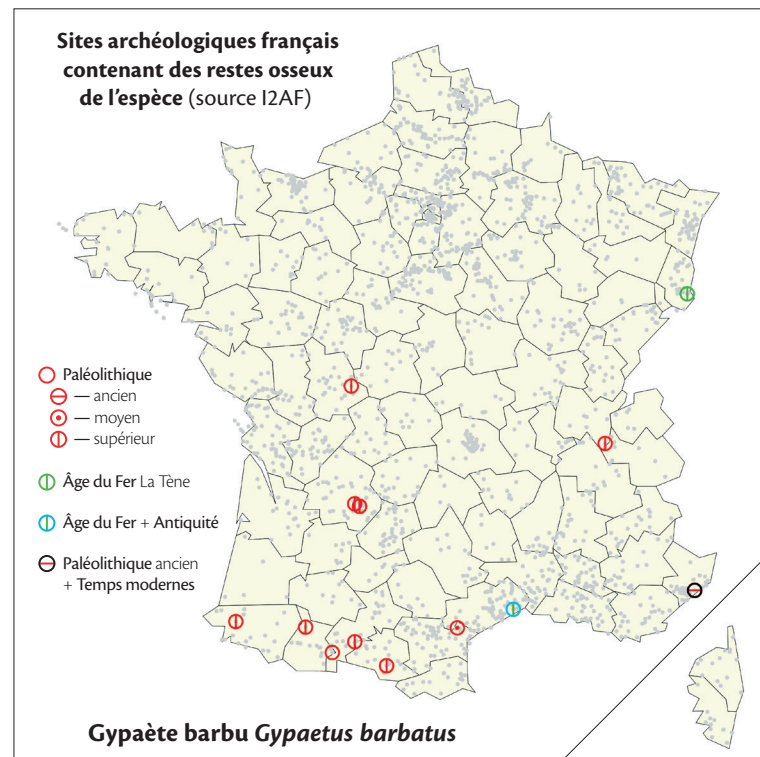 Sites archéologiques français
contenant des restes osseux
de l'espèce (source I2AF)
Paléolithique
— ancien
— moyen
— supérieur
Âge du Fer La Tène
Âge du Fer + Antiquité
Paléolithique ancien
+ Temps modernes
Gypaète barbu Gypaetus barbatus